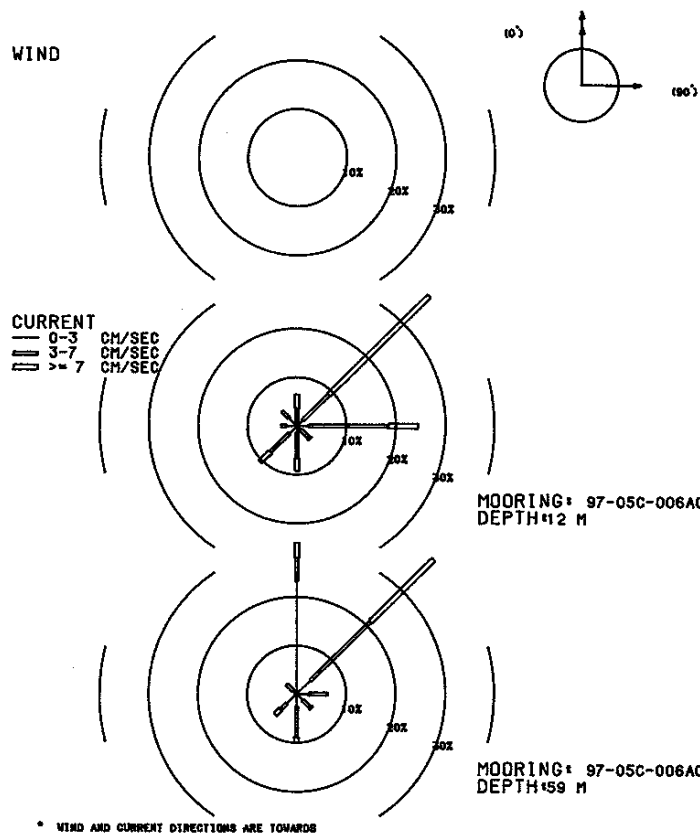 WIND
(0°)
(90°)
10%
20%
30%
CURRENT
0-3 CM/SEC
3-7 CM/SEC
>= 7 CM/SEC
10%
20%
30%
MOORING: 97-05C-006A
DEPTH:12 M
10%
20%
30%
MOORING: 97-05C-006A
DEPTH:59 M
* WIND AND CURRENT DIRECTIONS ARE TOWARDS